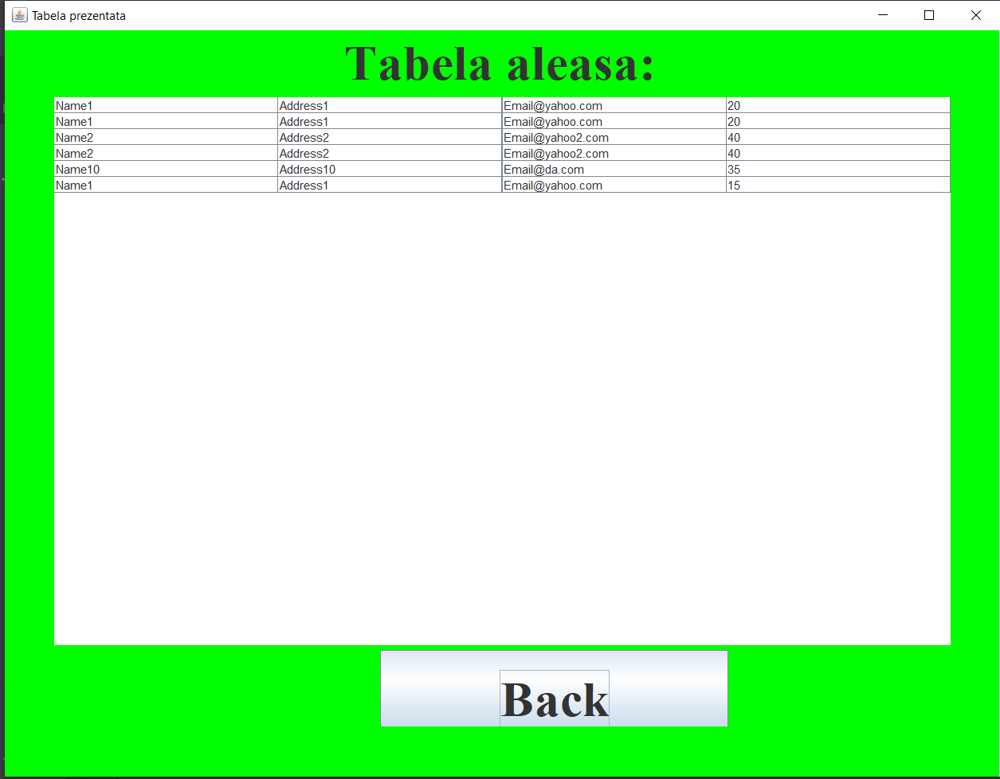 Tabela prezentata
Tabela aleasa:
Name1 Address1 Email@yahoo.com 20
Name1 Address1 Email@yahoo.com 20
Name2 Address2 Email@yahoo2.com 40
Name2 Address2 Email@yahoo2.com 40
Name10 Address10 Email@da.com 35
Name1 Address1 Email@yahoo.com 15
Back